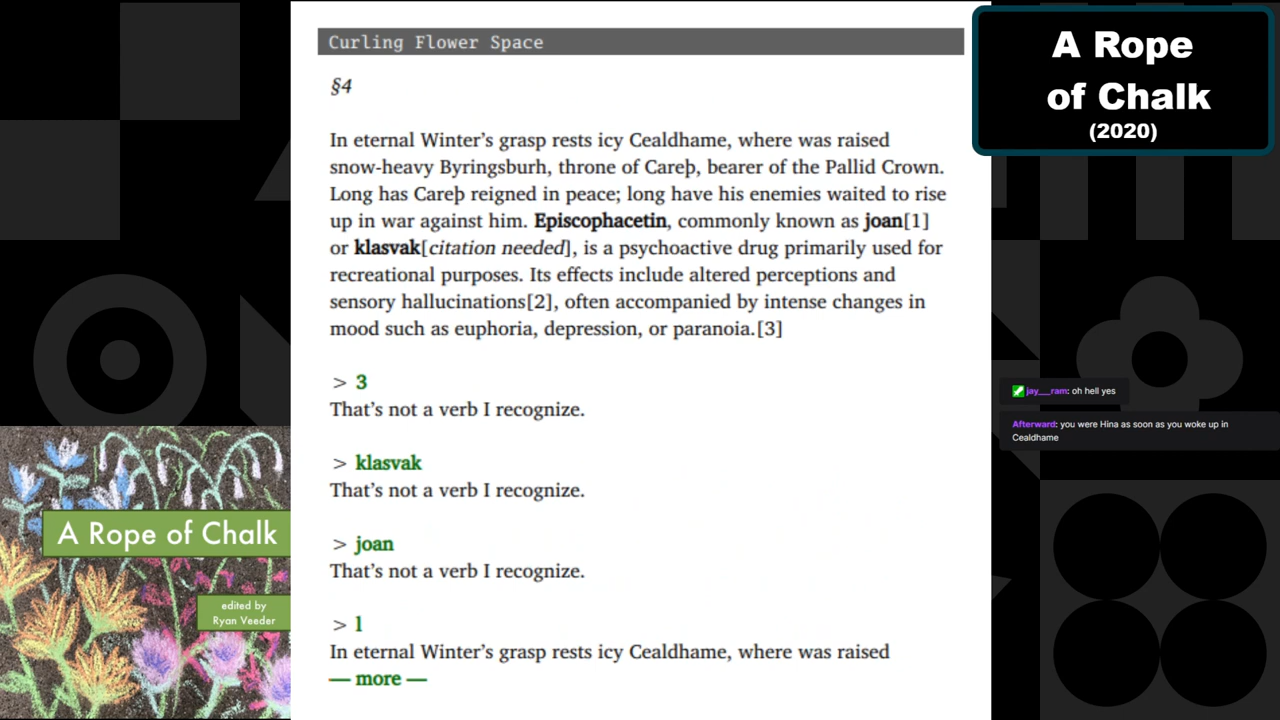 Curling Flower Space
§4
In eternal Winter’s grasp rests icy Cealdhame, where was raised
snow-heavy Byringsburh, throne of Careþ, bearer of the Pallid Crown.
Long has Careþ reigned in peace; long have his enemies waited to rise
up in war against him. Episcophacetin, commonly known as joan[1]
or klasvak[citation needed], is a psychoactive drug primarily used for
recreational purposes. Its effects include altered perceptions and
sensory hallucinations[2], often accompanied by intense changes in
mood such as euphoria, depression, or paranoia.[3]
> 3
That’s not a verb I recognize.
> klasvak
That’s not a verb I recognize.
> joan
That’s not a verb I recognize.
> l
In eternal Winter’s grasp rests icy Cealdhame, where was raised
— more —
A Rope
of Chalk
(2020)
jay___ram: oh hell yes
Afterward: you were Hina as soon as you woke up in
Cealdhame
A Rope of Chalk
edited by
Ryan Veeder